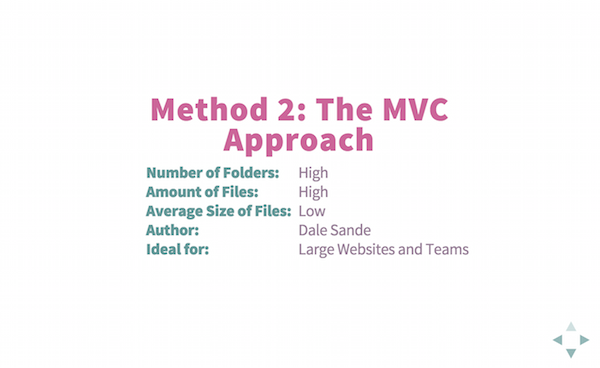 Method 2: The MVC
Approach
Number of Folders: High
Amount of Files: High
Average Size of Files: Low
Author: Dale Sande
Ideal for: Large Websites and Teams